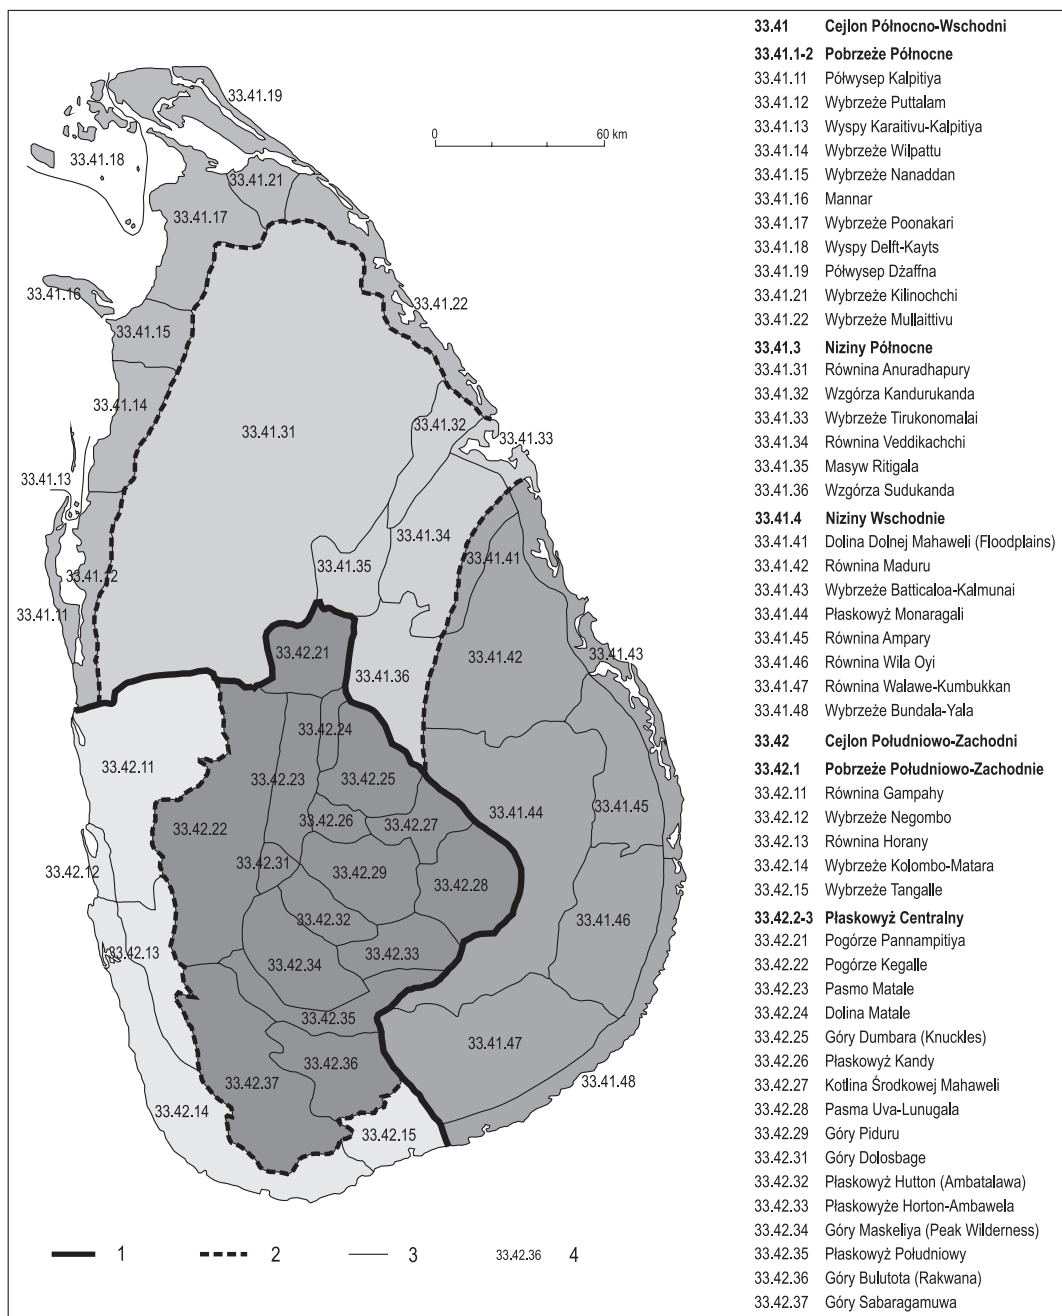 33.41 Cejlon Północno-Wschodni
33.41.1-2 Pobrzeże Północne
33.41.11 Półwysep Kalpitiya
33.41.12 Wybrzeże Puttalam
33.41.13 Wyspy Karaitivu-Kalpitiya
33.41.14 Wybrzeże Wilpattu
33.41.15 Wybrzeże Nanaddan
33.41.16 Mannar
33.41.17 Wybrzeże Poonakari
33.41.18 Wyspy Delft-Kayts
33.41.19 Półwysep Dżaffna
33.41.21 Wybrzeże Kilinochchi
33.41.22 Wybrzeże Mullaittivu
33.41.3 Niziny Północne
33.41.31 Równina Anuradhapury
33.41.32 Wzgórza Kandurukanda
33.41.33 Wybrzeże Tirukonomalai
33.41.34 Równina Veddikachchi
33.41.35 Masyw Ritigala
33.41.36 Wzgórza Sudukanda
33.41.4 Niziny Wschodnie
33.41.41 Dolina Dolnej Mahaweli (Floodplains)
33.41.42 Równina Maduru
33.41.43 Wybrzeże Batticaloa-Kalmunai
33.41.44 Płaskowyż Monaragali
33.41.45 Równina Ampary
33.41.46 Równina Wila Oyi
33.41.47 Równina Walawe-Kumbukkan
33.41.48 Wybrzeże Bundala-Yala
33.42 Cejlon Południowo-Zachodni
33.42.1 Pobrzeże Południowo-Zachodnie
33.42.11 Równina Gampahy
33.42.12 Wybrzeże Negombo
33.42.13 Równina Horany
33.42.14 Wybrzeże Kolombo-Matara
33.42.15 Wybrzeże Tangalle
33.42.2-3 Płaskowyż Centralny
33.42.21 Pogórze Pannampitiya
33.42.22 Pogórze Kegalle
33.42.23 Pasmo Matale
33.42.24 Dolina Matale
33.42.25 Góry Dumbara (Knuckles)
33.42.26 Płaskowyż Kandy
33.42.27 Kotlina Środkowej Mahaweli
33.42.28 Pasma Uva-Lunugala
33.42.29 Góry Piduru
33.42.31 Góry Dolosbage
33.42.32 Płaskowyż Hutton (Ambatalawa)
33.42.33 Płaskowyże Horton-Ambawela
33.42.34 Góry Maskeliya (Peak Wilderness)
33.42.35 Płaskowyż Południowy
33.42.36 Góry Bulutota (Rakwana)
33.42.37 Góry Sabaragamuwa
33.41.19
0 60 km
33.41.18
33.41.21
33.41.17
33.41.16
33.41.22
33.41.15
33.41.14
33.41.32
33.41.31
33.41.33
33.41.13
33.41.34
33.41.41
33.41.35
33.41.12
33.41.11
33.42.21
33.41.42
33.41.43
33.41.36
33.42.24
33.42.11
33.42.23
33.42.25
33.41.45
33.41.44
33.42.26
33.42.27
33.42.22
33.42.31
33.42.12
33.42.29
33.42.28
33.42.32
33.41.46
33.42.13
33.42.33
33.42.34
33.42.35
33.41.47
33.42.36
33.42.37
33.41.48
33.42.14
33.42.15
1 2 3 33.42.36 4